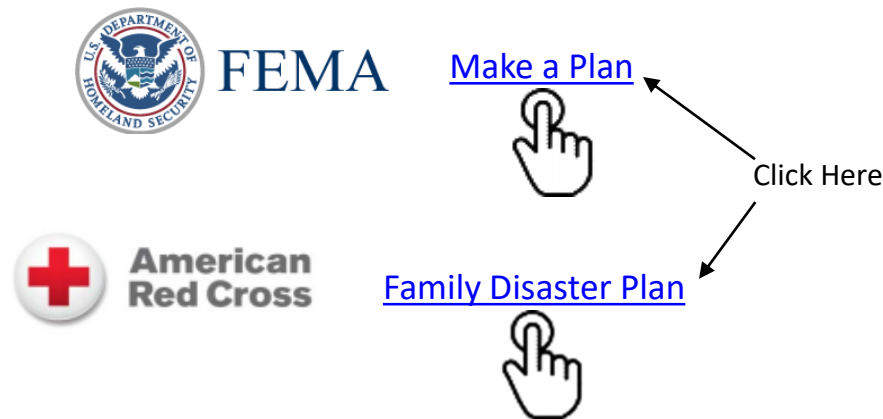 U.S. DEPARTMENT OF
HOMELAND SECURITY
FEMA
Make a Plan
Click Here
American
Red Cross
Family Disaster Plan